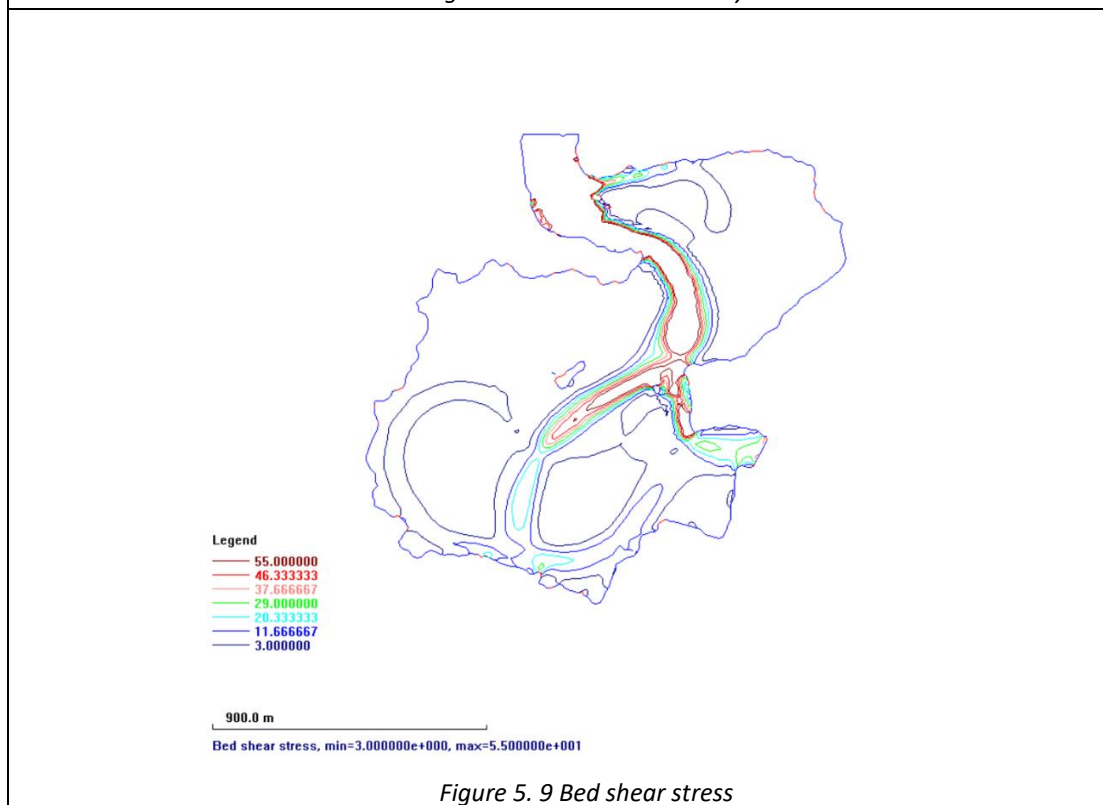 Legend
55.000000
46.333333
37.666667
29.000000
20.333333
11.666667
3.000000
900.0 m
Bed shear stress, min=3.000000e+000, max=5.500000e+001
Figure 5. 9 Bed shear stress